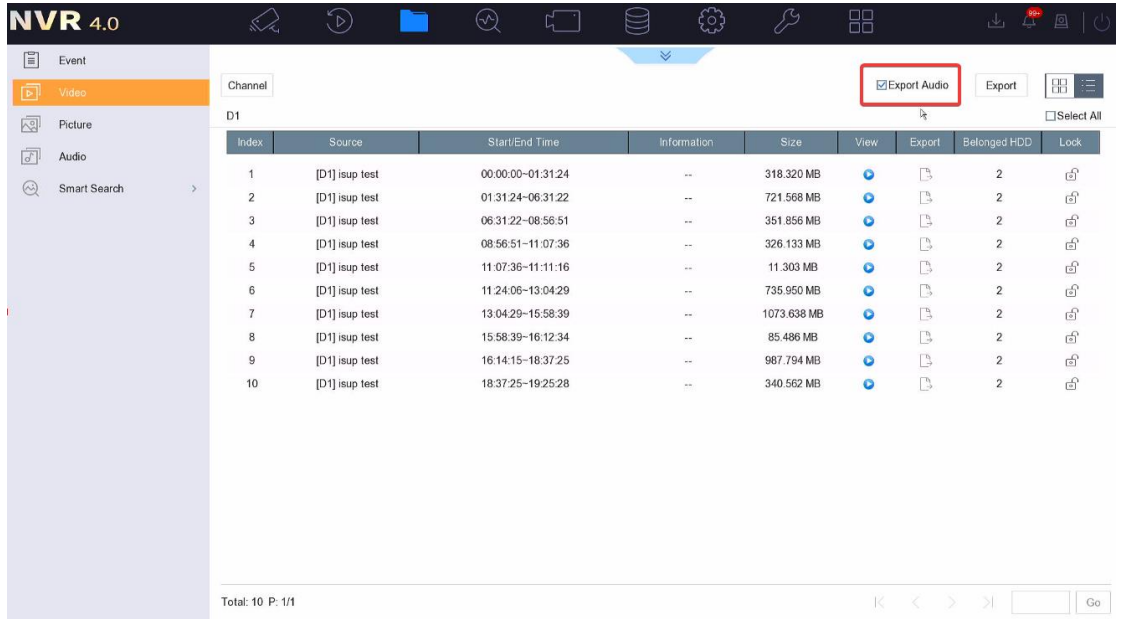 NVR 4.0
99+
Event
Video
Picture
Audio
Smart Search >
Channel
Export Audio
Export
D1
Select All
Index Source Start/End Time Information Size View Export Belonged HDD Lock
1 [D1] isup test 00:00:00~01:31:24 -- 318.320 MB 2
2 [D1] isup test 01:31:24~06:31:22 -- 721.568 MB 2
3 [D1] isup test 06:31:22~08:56:51 -- 351.856 MB 2
4 [D1] isup test 08:56:51~11:07:36 -- 326.133 MB 2
5 [D1] isup test 11:07:36~11:11:16 -- 11.303 MB 2
6 [D1] isup test 11:24:06~13:04:29 -- 735.950 MB 2
7 [D1] isup test 13:04:29~15:58:39 -- 1073.638 MB 2
8 [D1] isup test 15:58:39~16:12:34 -- 85.486 MB 2
9 [D1] isup test 16:14:15~18:37:25 -- 987.794 MB 2
10 [D1] isup test 18:37:25~19:25:28 -- 340.562 MB 2
Total: 10 P: 1/1
Go